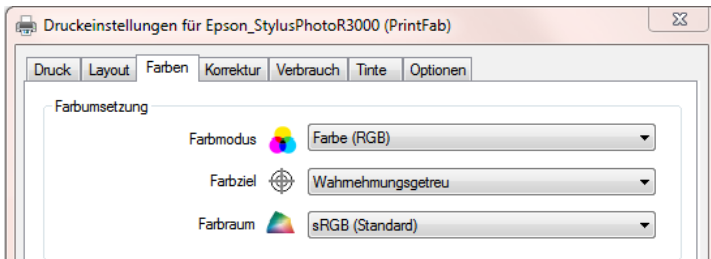 Druckeinstellungen für Epson_StylusPhotoR3000 (PrintFab)
Druck Layout Farben Korrektur Verbrauch Tinte Optionen
Farbumsetzung
Farbmodus Farbe (RGB)
Farbziel Wahrnehmungsgetreu
Farbraum sRGB (Standard)